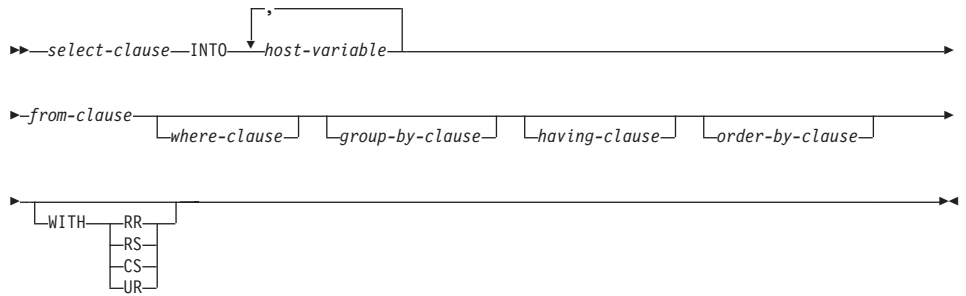 ,
select-clause INTO host-variable
from-clause
where-clause group-by-clause having-clause order-by-clause
WITH RR
RS
CS
UR